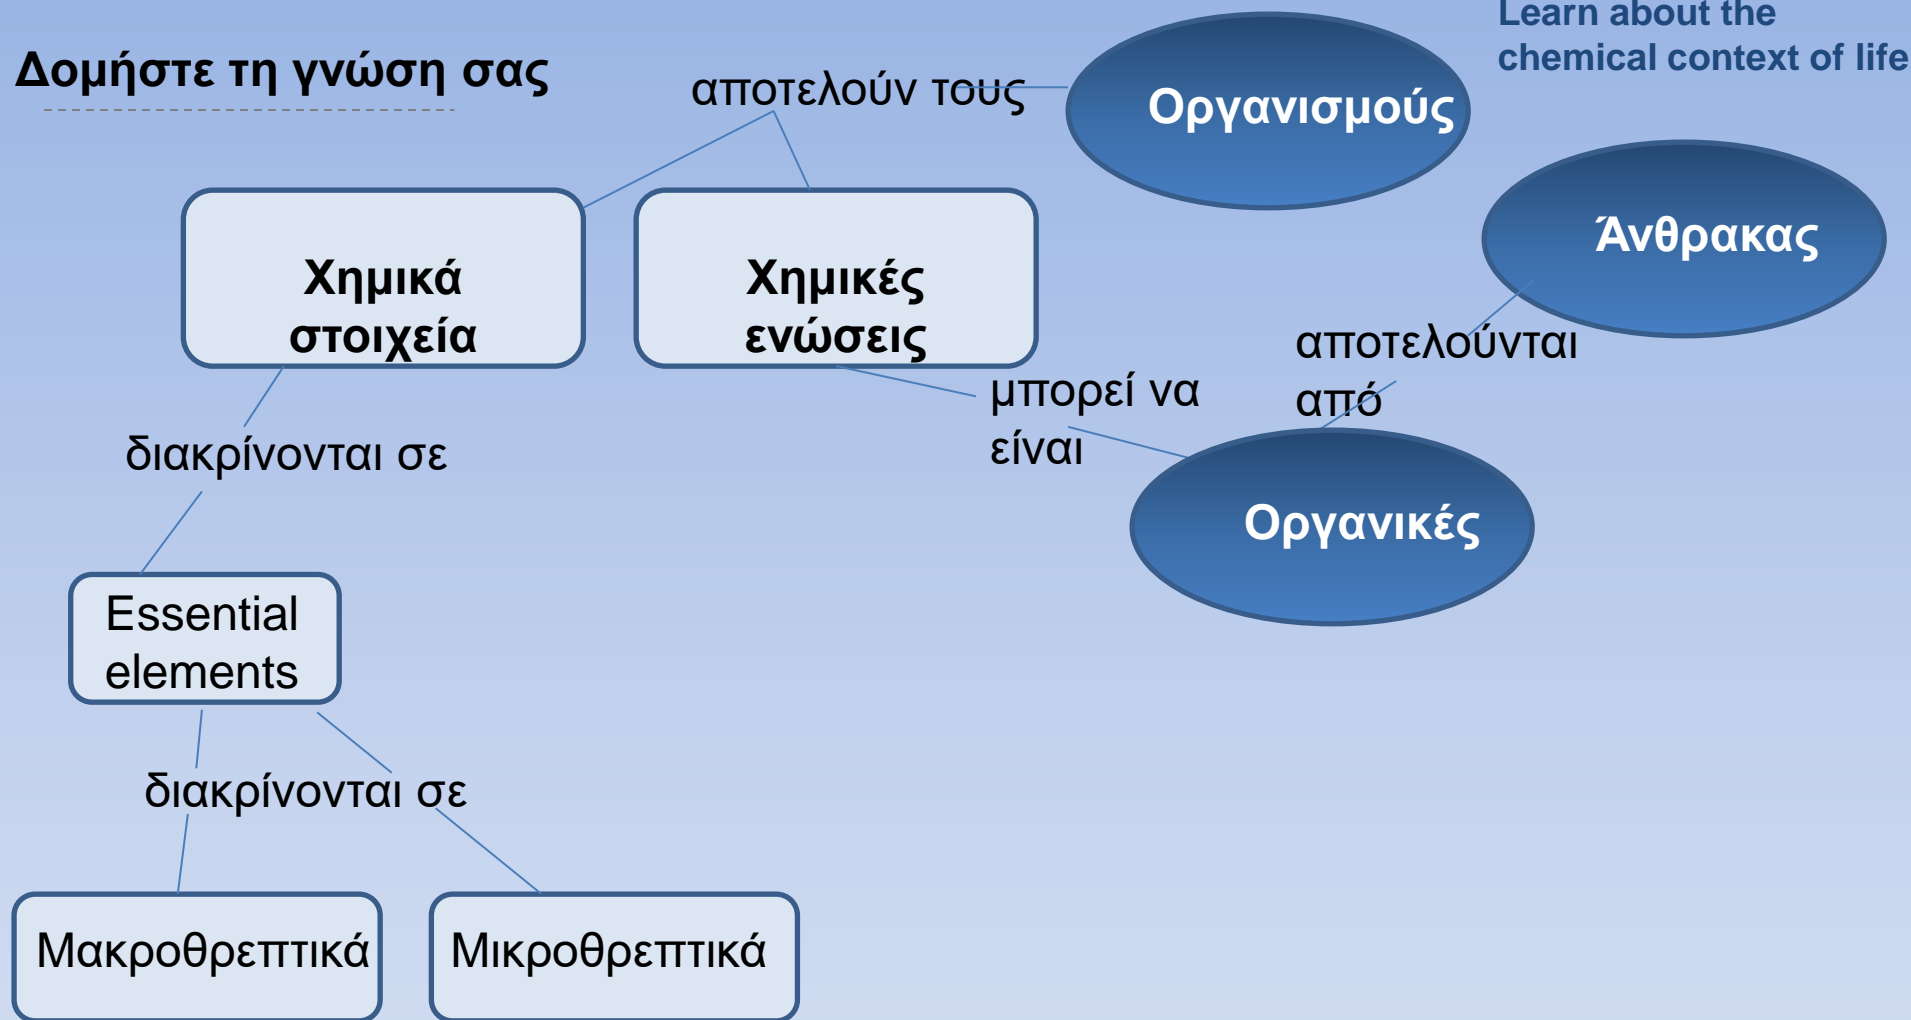 Learn about the
chemical context of life
Δομήστε τη γνώση σας
αποτελούν τους
Οργανισμούς
Άνθρακας
Χημικά
στοιχεία
Χημικές
ενώσεις
αποτελούνται
από
μπορεί να
είναι
διακρίνονται σε
Οργανικές
Essential
elements
διακρίνονται σε
Μακροθρεπτικά
Μικροθρεπτικά